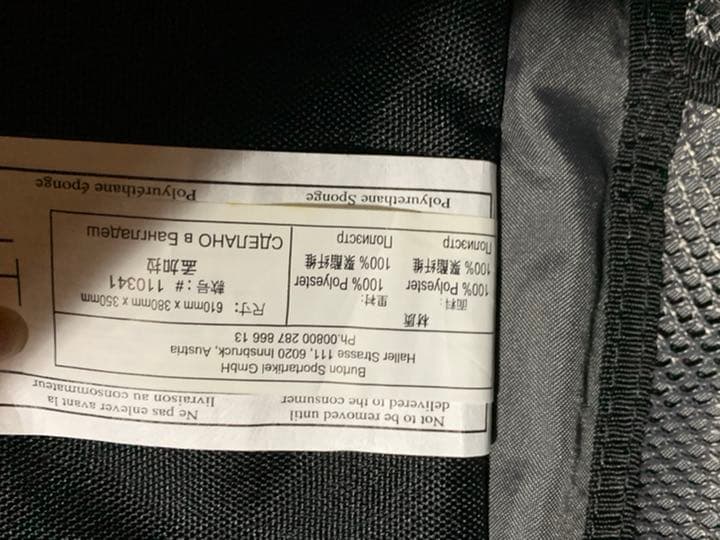 Not to be removed until
delivered to the consumer
Ne pas enlever avant la
livraison au consommateur
Burton Sportartikel GmbH
Haller Strasse 111, 6020 Innsbruck, Austria
Ph.00800 287 866 13
材质
面料:
100% Polyester
100% 聚酯纤维
Полиэстр
里衬:
100% Polyester
100% 聚酯纤维
Полиэстр
尺寸: 610mm x 380mm x 350mm
款号: # 110341
孟加拉
СДЕЛАНО в Бангладеш
Polyurethane Sponge
Polyuréthane éponge